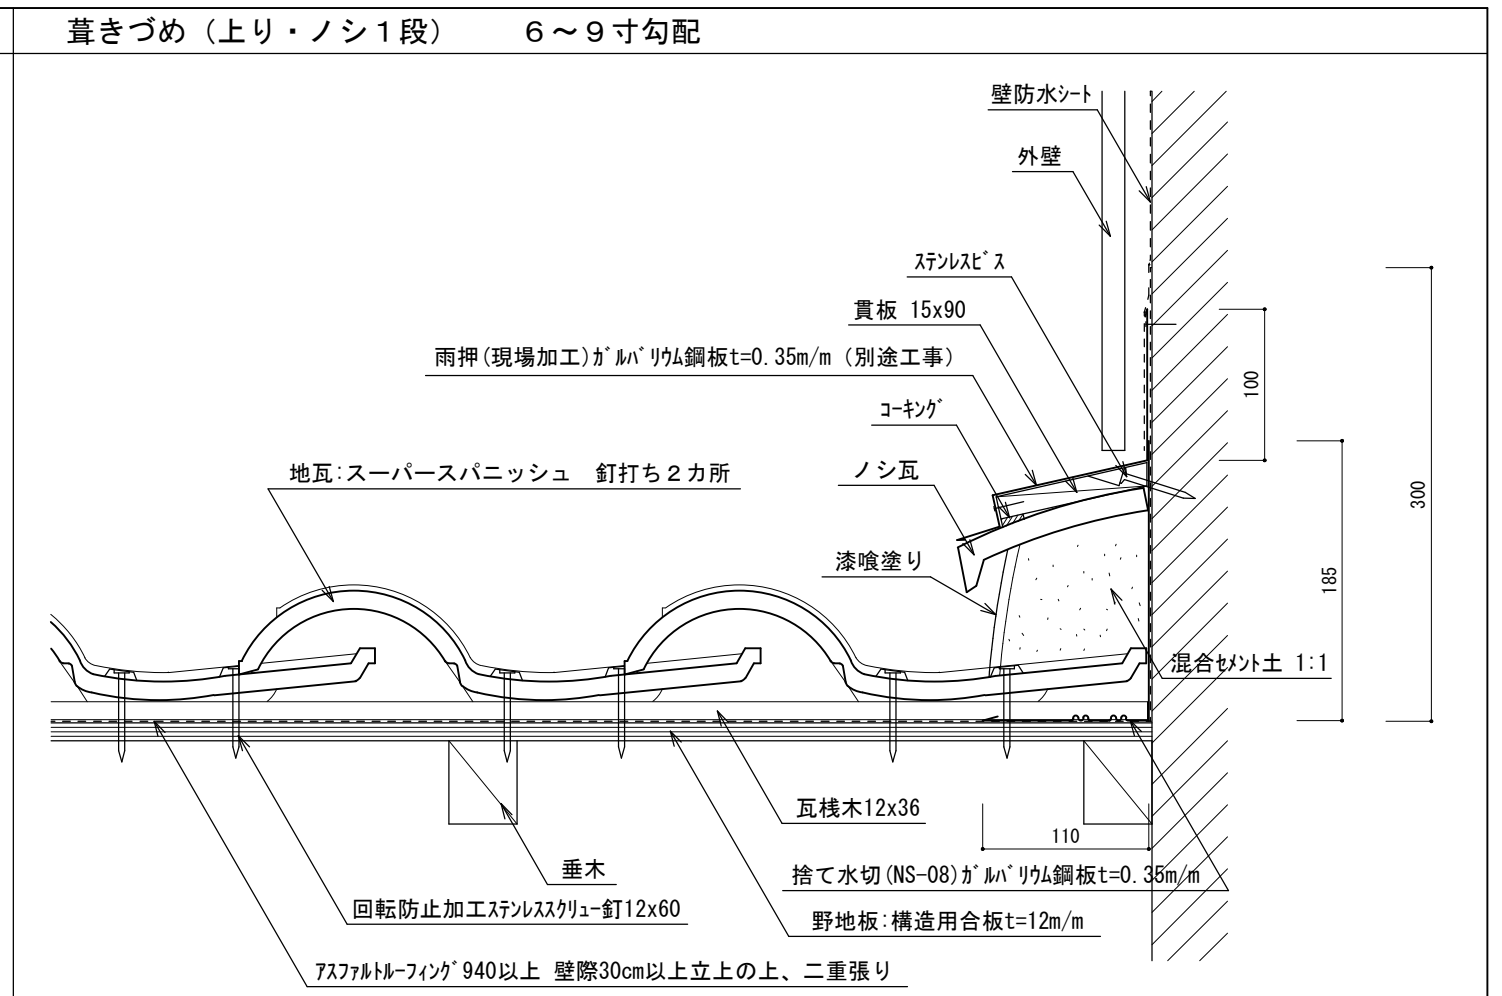 葺きづめ（上り・ノシ１段）　　６～９寸勾配
壁防水ｼｰﾄ
外壁
ｽﾃﾝﾚｽﾋﾞｽ
貫板 15x90
雨押(現場加工)ｶﾞﾙﾊﾞﾘｳﾑ鋼板t=0.35m/m（別途工事）
ｺｰｷﾝｸﾞ
100
地瓦:スーパースパニッシュ　釘打ち２カ所
ノシ瓦
300
漆喰塗り
185
混合ｾﾒﾝﾄ土 1:1
瓦桟木12x36
110
垂木
捨て水切(NS-08)ｶﾞﾙﾊﾞﾘｳﾑ鋼板t=0.35m/m
回転防止加工ｽﾃﾝﾚｽｽｸﾘｭｰ釘12x60
野地板:構造用合板t=12m/m
ｱｽﾌｧﾙﾄﾙｰﾌｨﾝｸﾞ940以上 壁際30cm以上立上の上、二重張り